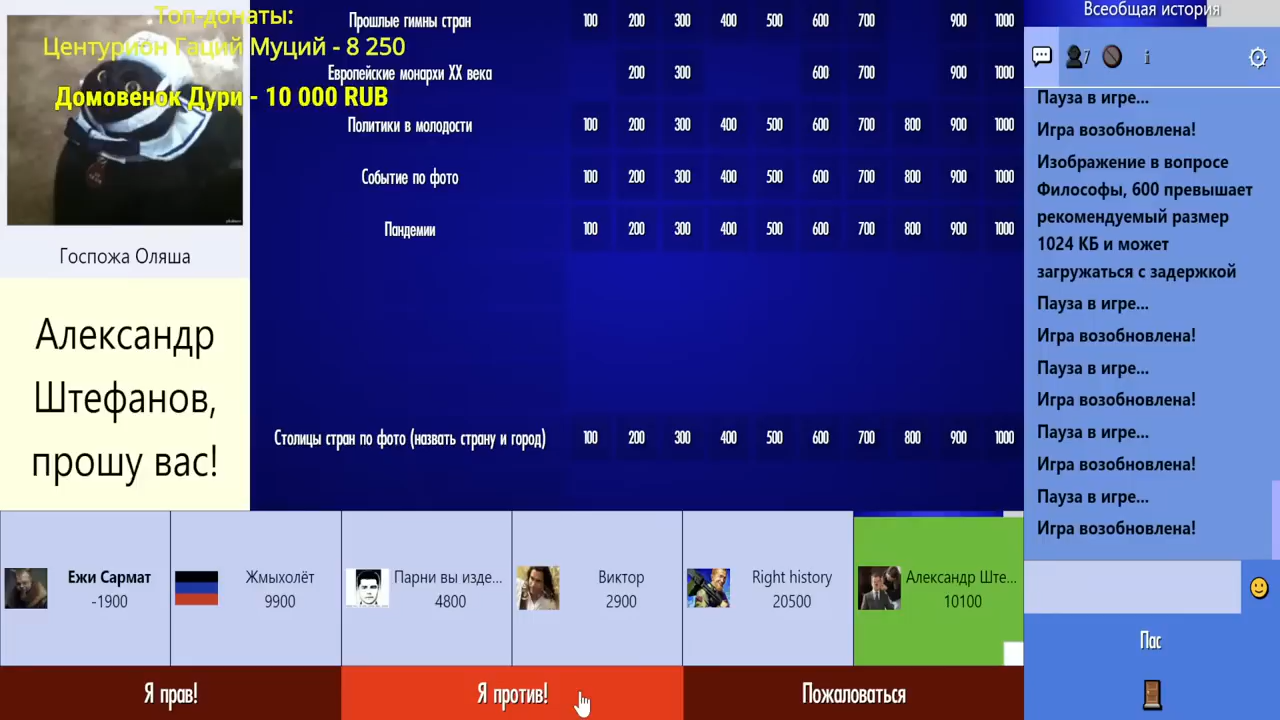 Топ-донаты:
Центурион Гаций Муций - 8 250
Домовенок Дури - 10 000 RUB
Госпожа Оляша
Александр
Штефанов,
прошу вас!
Прошлые гимны стран 100 200 300 400 500 600 700 900 1000
Европейские монархи XX века 200 300 600 700 900 1000
Политики в молодости 100 200 300 400 500 600 700 800 900 1000
Событие по фото 100 200 300 400 500 600 700 800 900 1000
Пандемии 100 200 300 400 500 600 700 800 900 1000
Столицы стран по фото (назвать страну и город) 100 200 300 400 500 600 700 800 900 1000
Всеобщая история
7
i
Пауза в игре...
Игра возобновлена!
Изображение в вопросе
Философы, 600 превышает
рекомендуемый размер
1024 КБ и может
загружаться с задержкой
Пауза в игре...
Игра возобновлена!
Пауза в игре...
Игра возобновлена!
Пауза в игре...
Игра возобновлена!
Пауза в игре...
Игра возобновлена!
Ежи Сармат
-1900
Жмыхолёт
9900
Парни вы изде...
4800
Виктор
2900
Right history
20500
Александр Ште...
10100
Пас
Я прав!
Я против!
Пожаловаться